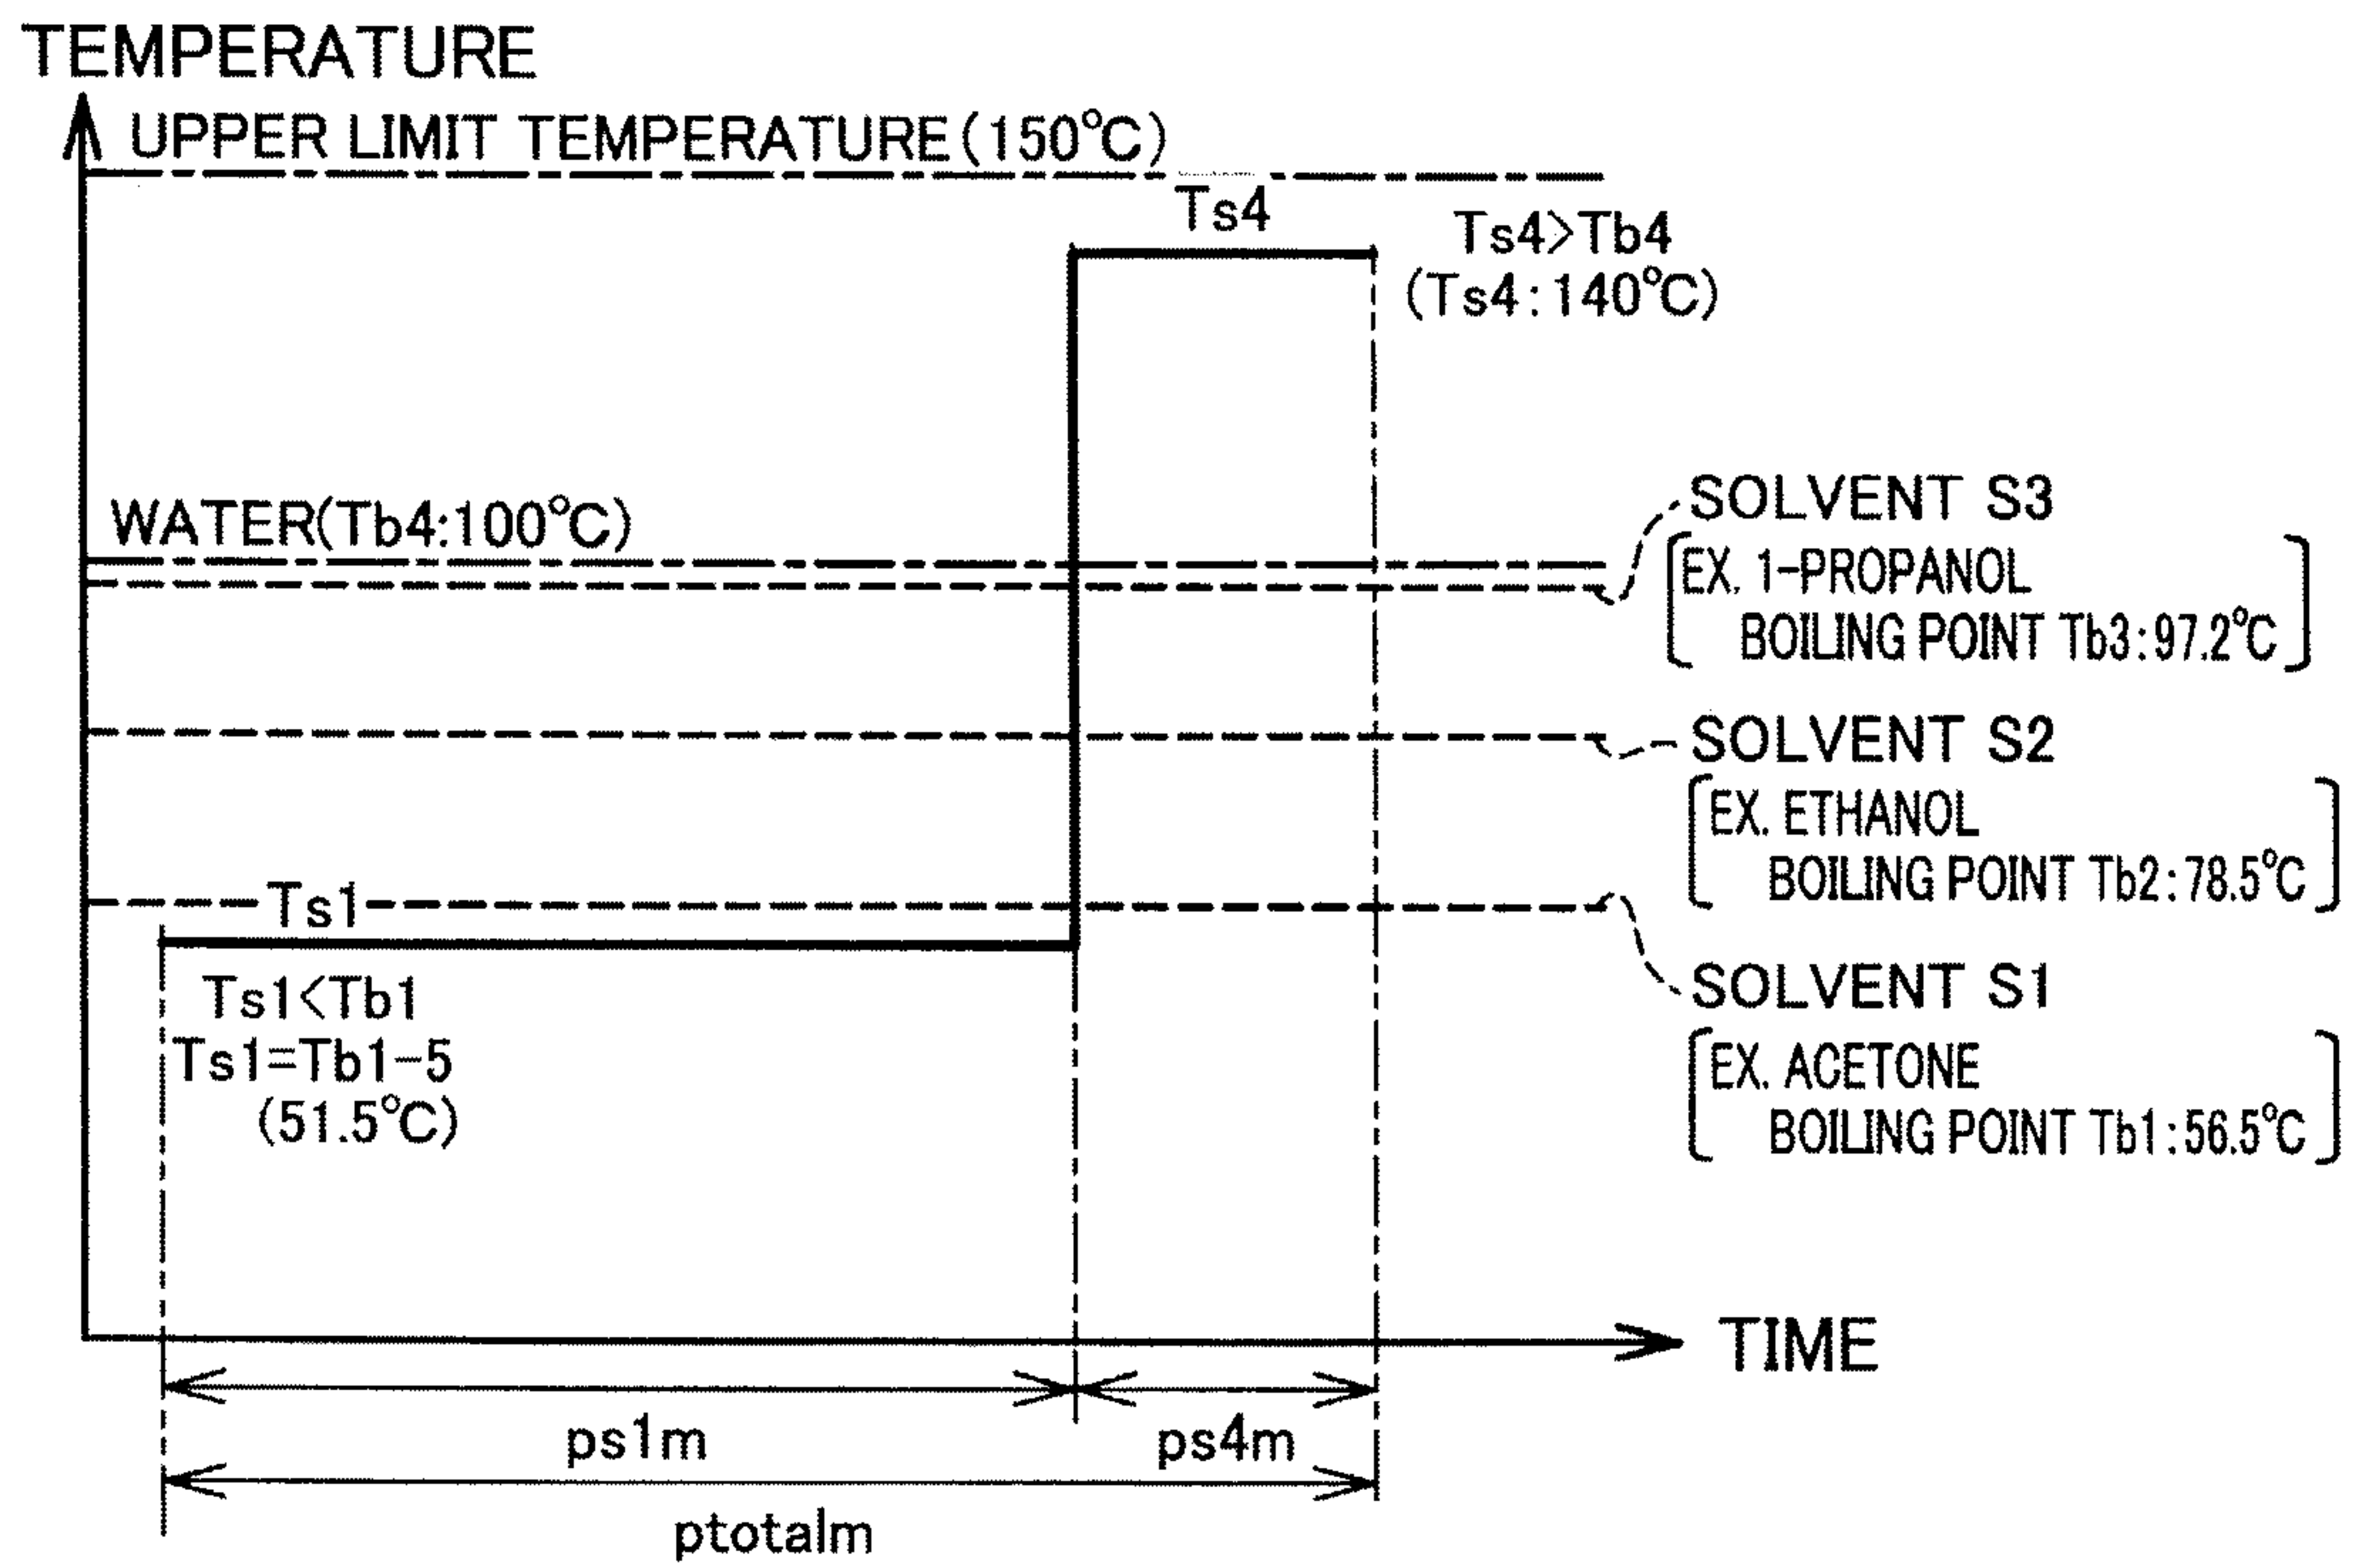 TEMPERATURE
UPPER LIMIT TEMPERATURE(150℃)
Ts4
Ts4>Tb4
(Ts4:140℃)
WATER(Tb4:100℃)
SOLVENT S3
EX. 1-PROPANOL
BOILING POINT Tb3:97.2℃
SOLVENT S2
EX. ETHANOL
BOILING POINT Tb2:78.5℃
Ts1
Ts1<Tb1
Ts1=Tb1-5
(51.5℃)
SOLVENT S1
EX. ACETONE
BOILING POINT Tb1:56.5℃
TIME
ps1m
ps4m
ptotalm